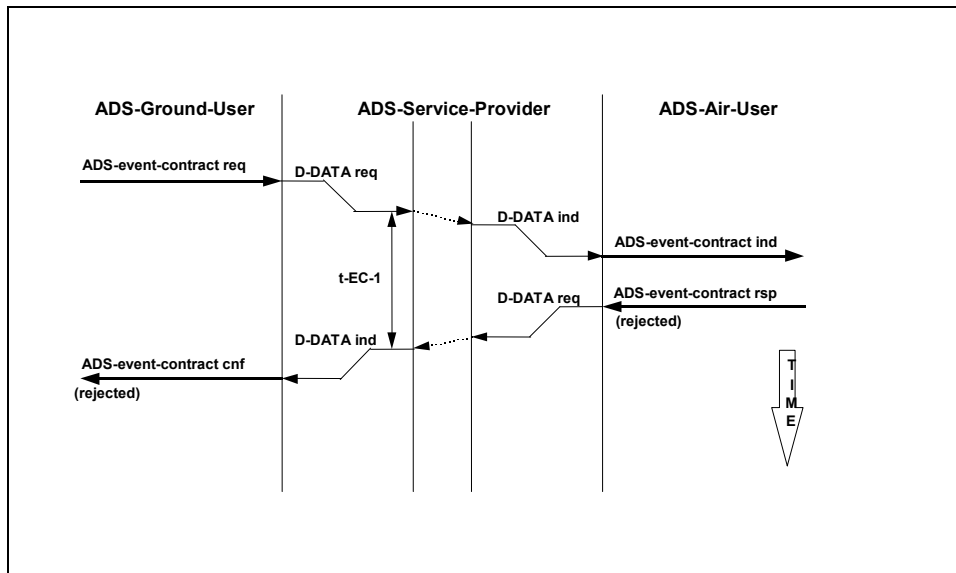 ADS-Ground-User
ADS-Service-Provider
ADS-Air-User
ADS-event-contract req
D-DATA req
D-DATA ind
ADS-event-contract ind
t-EC-1
D-DATA req
ADS-event-contract rsp
(rejected)
D-DATA ind
ADS-event-contract cnf
(rejected)
T
I
M
E